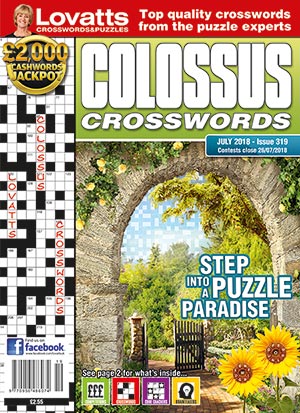 Lovatts
CROSSWORDS&PUZZLES
Top quality crosswords
from the puzzle experts
£2,000
CASHWORDS
JACKPOT
COLOSSUS
CROSSWORDS
JULY 2018 - Issue 319
Contests close 26/07/2018
COLOSSUS
LOVATTS
CROSSWORDS
STEP
INTO A PUZZLE
PARADISE
Find us on
facebook
See page 2 for what's inside...
£2.55